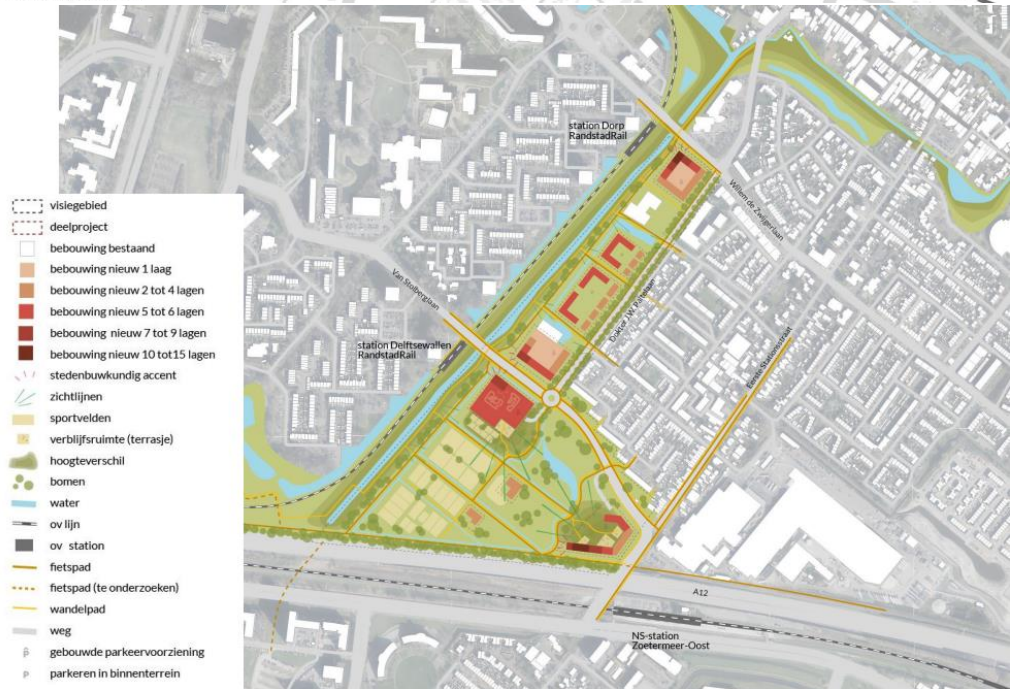 station Dorp
RandstadRail
Willem de Zwijgerlaan
Van Stolberglaan
Dokter J.W. Paltelaan
station Delftsewallen
RandstadRail
Eerste Stationsstraat
A12
NS-station
Zoetermeer-Oost
visiegebied
deelproject
bebouwing bestaand
bebouwing nieuw 1 laag
bebouwing nieuw 2 tot 4 lagen
bebouwing nieuw 5 tot 6 lagen
bebouwing nieuw 7 tot 9 lagen
bebouwing nieuw 10 tot15 lagen
stedenbouwkundig accent
zichtlijnen
sportvelden
verblijfsruimte (terrasje)
hoogteverschil
bomen
water
ov lijn
ov station
fietspad
fietspad (te onderzoeken)
wandelpad
weg
p gebouwde parkeervoorziening
P parkeren in binnenterrein